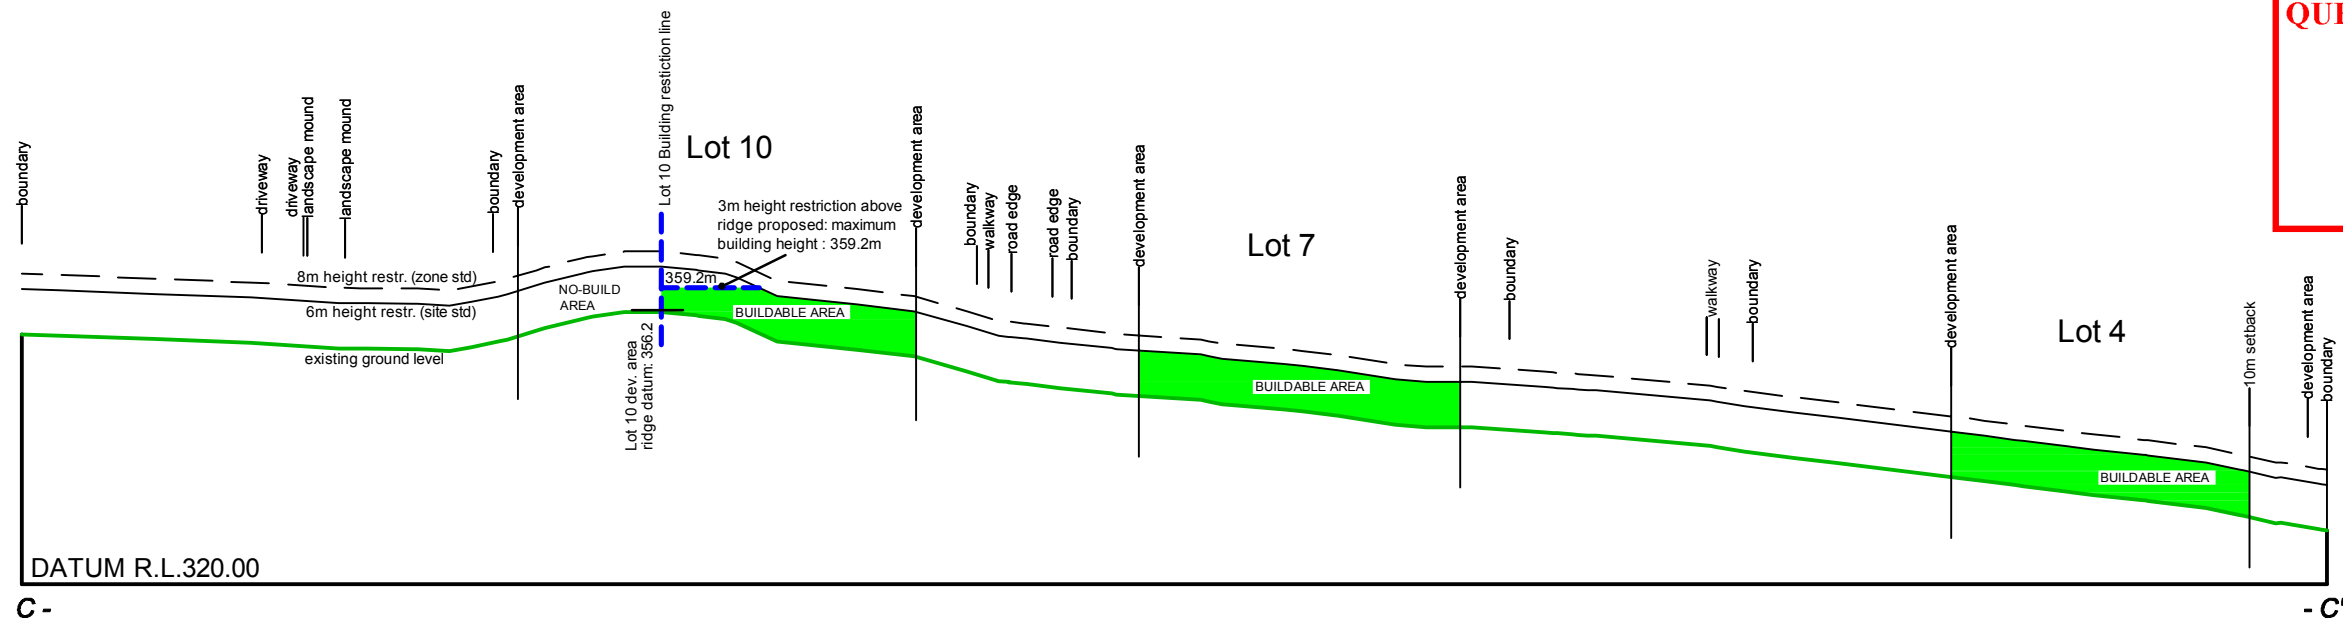 QUE
boundary
driveway
driveway
landscape mound
landscape mound
boundary
development area
Lot 10 Building restiction line
Lot 10
3m height restriction above
ridge proposed: maximum
building height : 359.2m
development area
boundary
walkway
road edge
road edge
boundary
development area
Lot 7
development area
boundary
walkway
boundary
development area
Lot 4
10m setback
development area
boundary
8m height restr. (zone std)
6m height restr. (site std)
existing ground level
NO-BUILD
AREA
359.2m
BUILDABLE AREA
Lot 10 dev. area
ridge datum: 356.2
BUILDABLE AREA
BUILDABLE AREA
DATUM R.L.320.00
C -
- C'